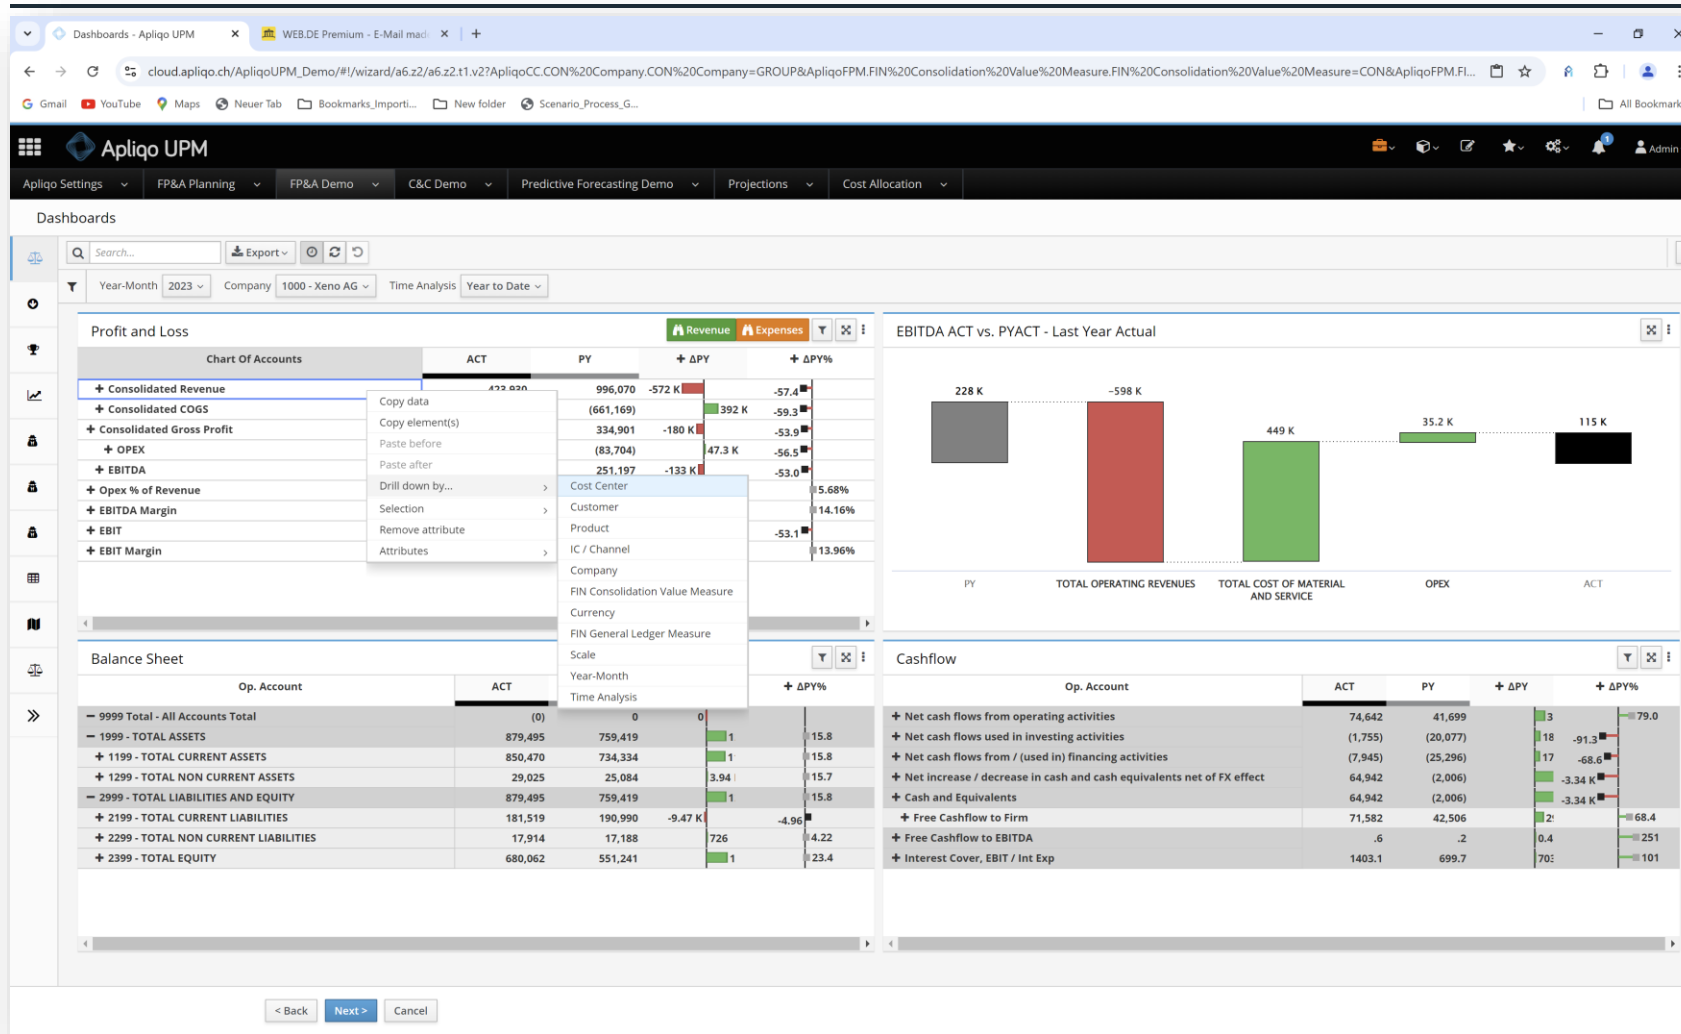 Dashboards - Apliqo UPM
WEB.DE Premium - E-Mail mad
cloud.apliqo.ch/ApliqoUPM_Demo/#!/wizard/a6.z2/a6.z2.t1.v2?ApliqoCC.CON%20Company.CON%20Company=GROUP&ApliqoFPM.FIN%20Consolidation%20Value%20Measure.FIN%20Consolidation%20Value%20Measure=CON&ApliqoFPM.FI...
Gmail YouTube Maps Neuer Tab Bookmarks_Importi... New folder Scenario_Process_G... All Bookmark
Apliqo UPM 1 Admin
Apliqo Settings FP&A Planning FP&A Demo C&C Demo Predictive Forecasting Demo Projections Cost Allocation
Dashboards
Search... Export
Year-Month 2023 Company 1000 - Xeno AG Time Analysis Year to Date
Profit and Loss Revenue Expenses
Chart Of Accounts ACT PY + ΔPY + ΔPY%
+ Consolidated Revenue 423,930 996,070 -572 K -57.4
+ Consolidated COGS (661,169) 392 K -59.3
+ Consolidated Gross Profit 334,901 -180 K -53.9
+ OPEX (83,704) 47.3 K -56.5
+ EBITDA 251,197 -133 K -53.0
+ Opex % of Revenue 5.68%
+ EBITDA Margin 14.16%
+ EBIT -53.1
+ EBIT Margin 13.96%
Copy data
Copy element(s)
Paste before
Paste after
Drill down by...
Selection
Remove attribute
Attributes
Cost Center
Customer
Product
IC / Channel
Company
FIN Consolidation Value Measure
Currency
FIN General Ledger Measure
Scale
Year-Month
Time Analysis
EBITDA ACT vs. PYACT - Last Year Actual
228 K
−598 K
449 K
35.2 K
115 K
PY TOTAL OPERATING REVENUES TOTAL COST OF MATERIAL OPEX ACT
AND SERVICE
Balance Sheet
Op. Account ACT + ΔPY%
− 9999 Total - All Accounts Total (0) 0 0
− 1999 - TOTAL ASSETS 879,495 759,419 1 15.8
+ 1199 - TOTAL CURRENT ASSETS 850,470 734,334 1 15.8
+ 1299 - TOTAL NON CURRENT ASSETS 29,025 25,084 3.94 15.7
− 2999 - TOTAL LIABILITIES AND EQUITY 879,495 759,419 1 15.8
+ 2199 - TOTAL CURRENT LIABILITIES 181,519 190,990 -9.47 K -4.96
+ 2299 - TOTAL NON CURRENT LIABILITIES 17,914 17,188 726 4.22
+ 2399 - TOTAL EQUITY 680,062 551,241 1 23.4
Cashflow
Op. Account ACT PY + ΔPY + ΔPY%
+ Net cash flows from operating activities 74,642 41,699 3 79.0
+ Net cash flows used in investing activities (1,755) (20,077) 18 -91.3
+ Net cash flows from / (used in) financing activities (7,945) (25,296) 17 -68.6
+ Net increase / decrease in cash and cash equivalents net of FX effect 64,942 (2,006) -3.34 K
+ Cash and Equivalents 64,942 (2,006) -3.34 K
+ Free Cashflow to Firm 71,582 42,506 2 68.4
+ Free Cashflow to EBITDA .6 .2 0.4 251
+ Interest Cover, EBIT / Int Exp 1403.1 699.7 703 101
< Back Next > Cancel